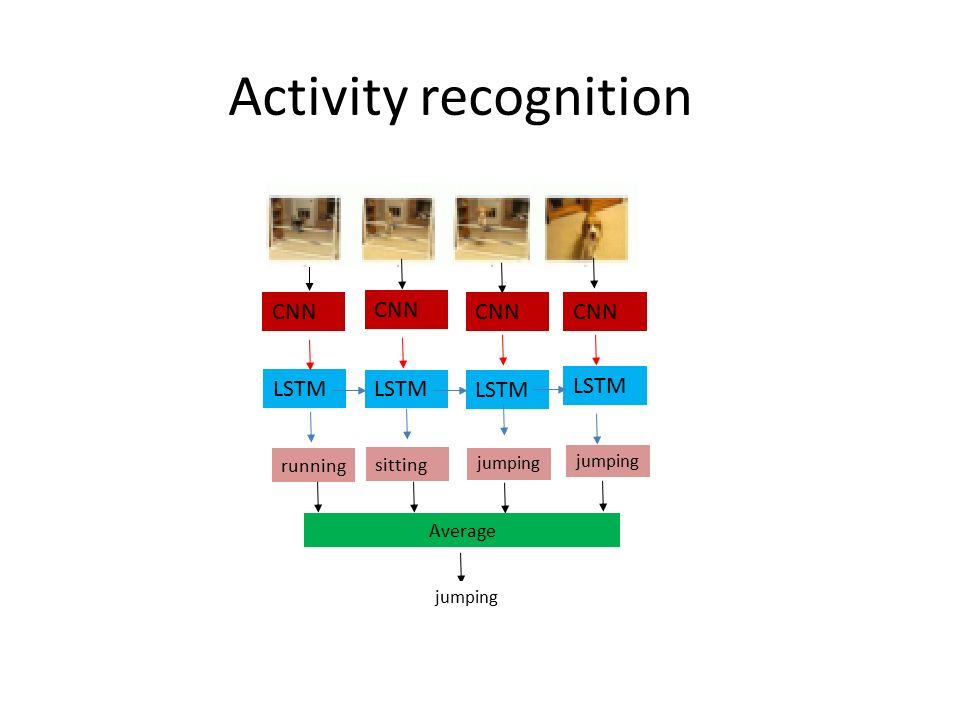 Activity recognition
CNN CNN CNN CNN
LSTM LSTM LSTM LSTM
running sitting jumping jumping
Average
jumping